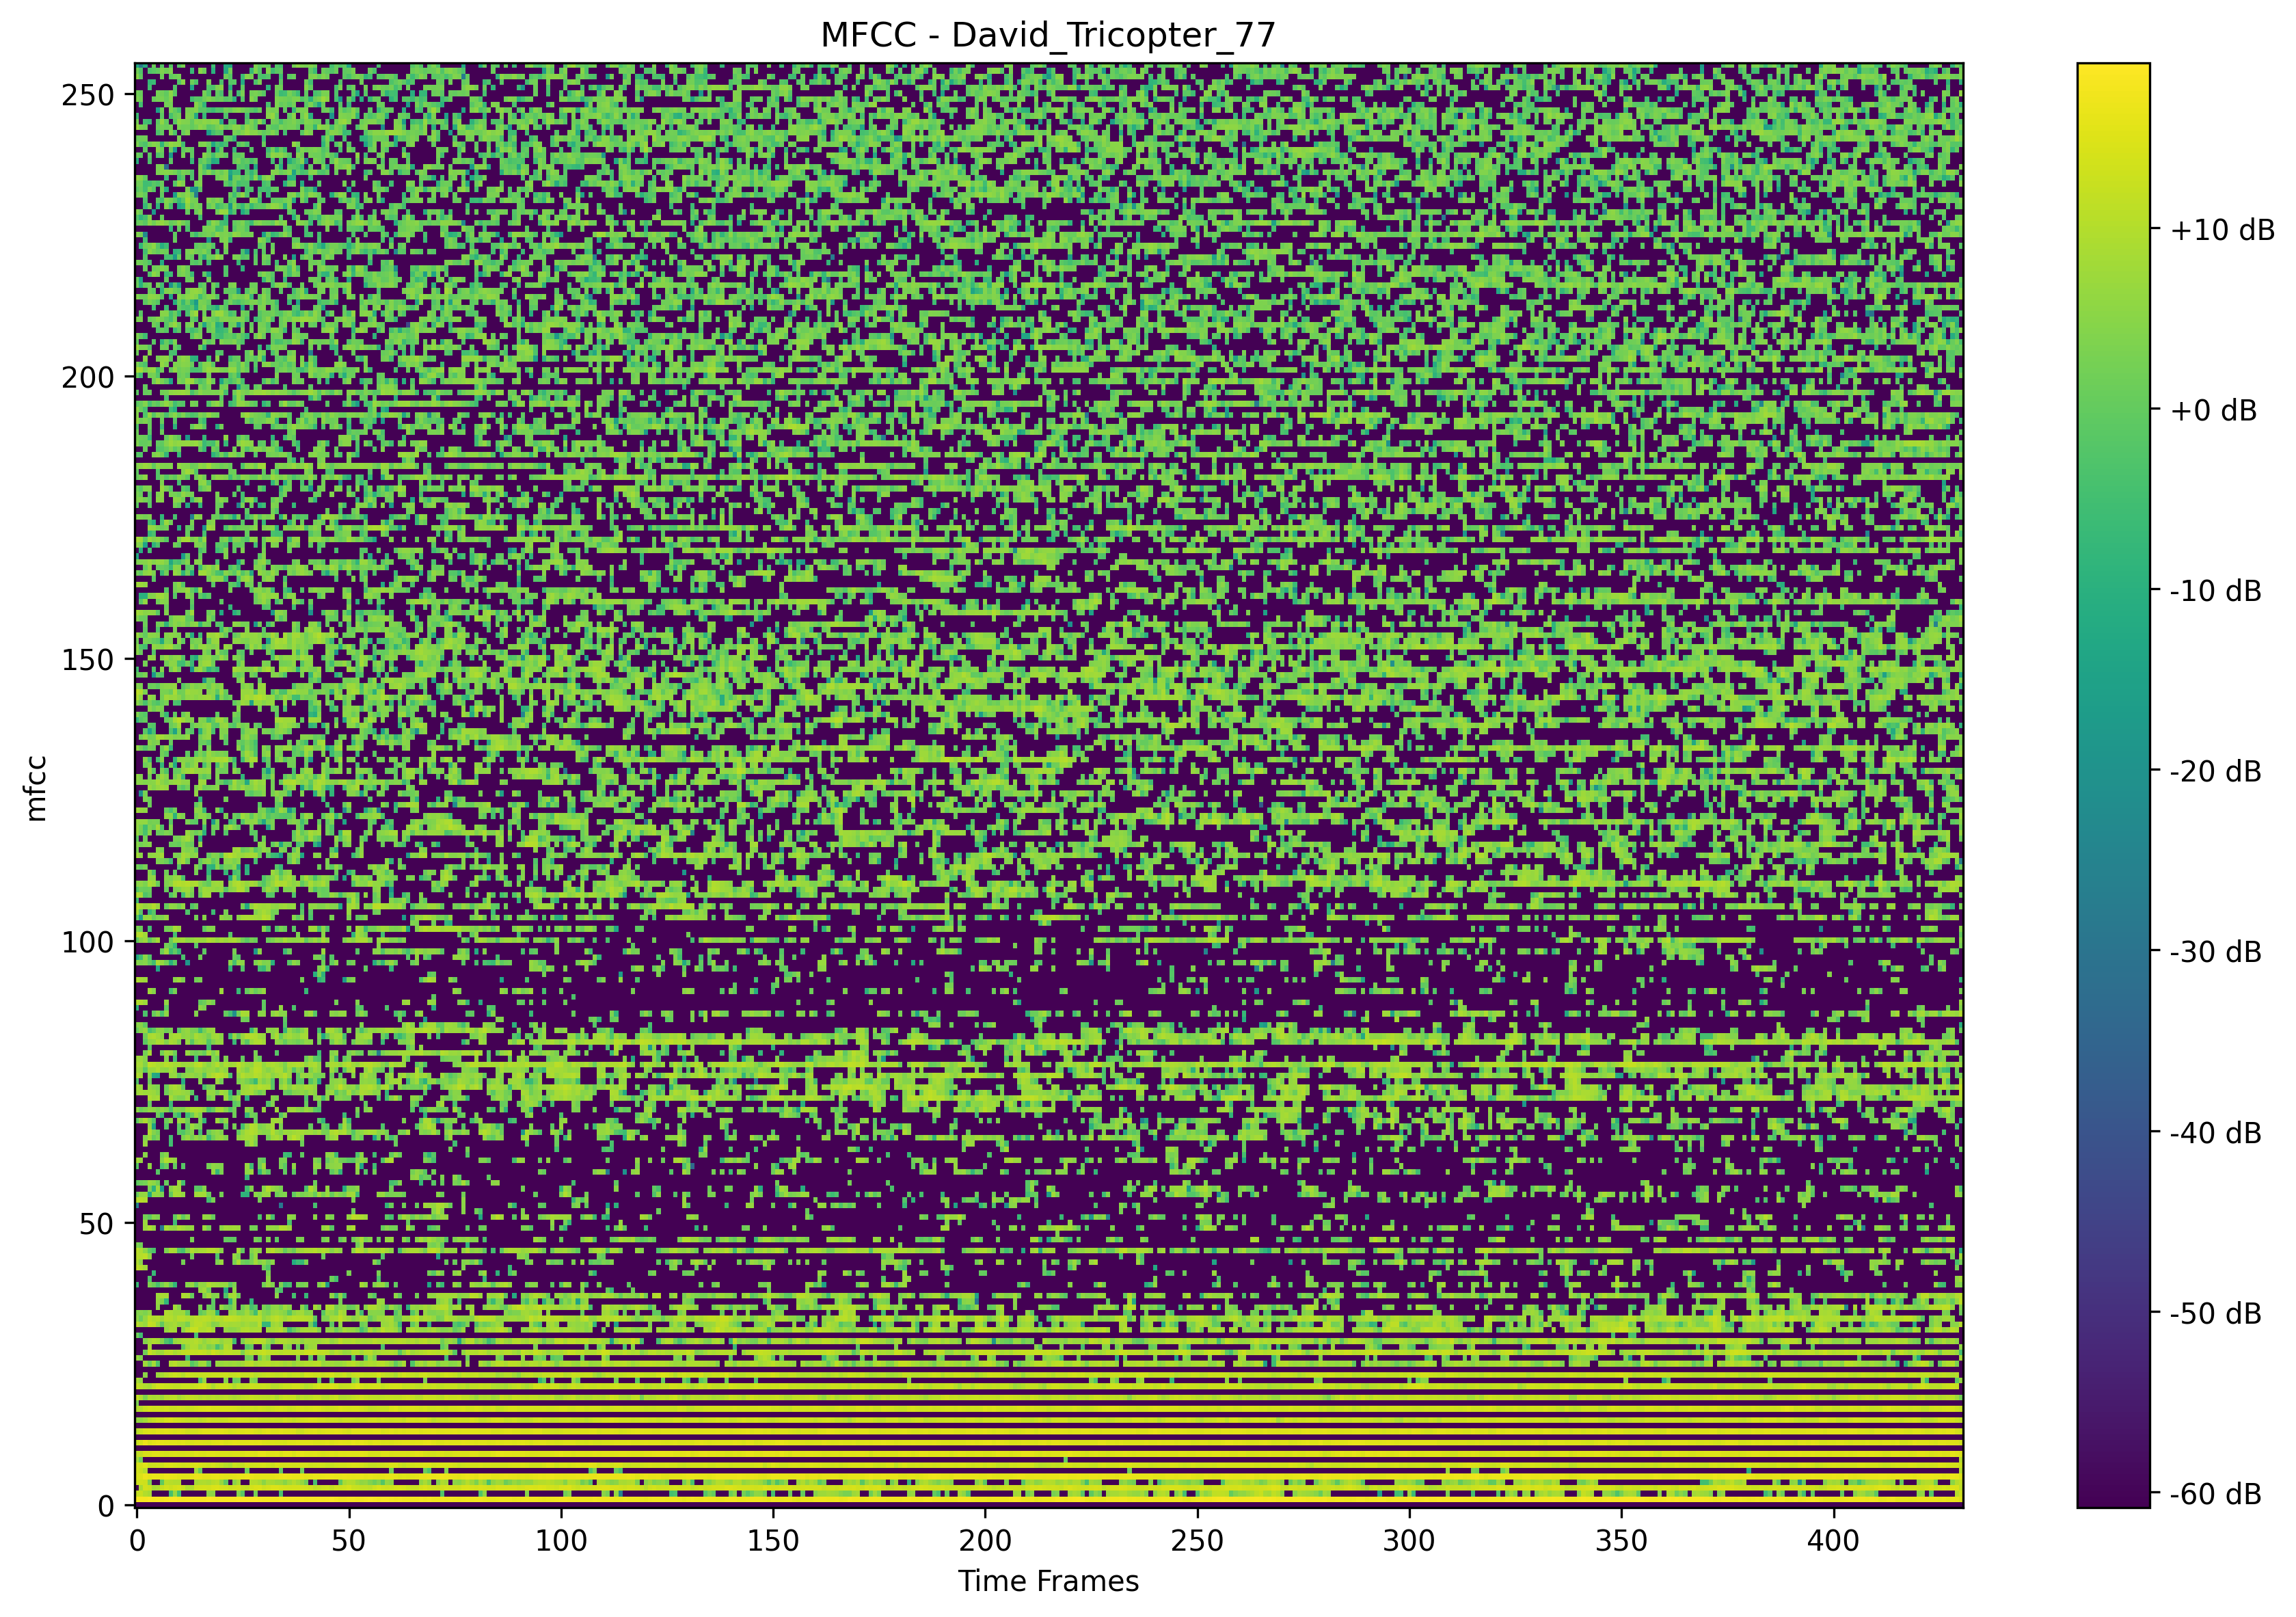 MFCC - David_Tricopter_77
250
200
150
100
50
0
mfcc
0 50 100 150 200 250 300 350 400
Time Frames
+10 dB
+0 dB
-10 dB
-20 dB
-30 dB
-40 dB
-50 dB
-60 dB